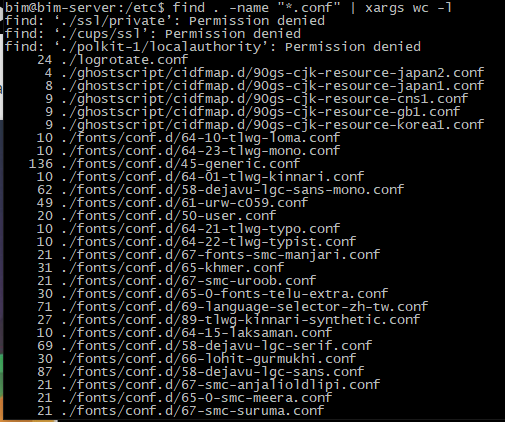 bim@bim-server:/etc$ find . -name "*.conf" | xargs wc -l
find: ‘./ssl/private’: Permission denied
find: ‘./cups/ssl’: Permission denied
find: ‘./polkit-1/localauthority’: Permission denied
24 ./logrotate.conf
4 ./ghostscript/cidfmap.d/90gs-cjk-resource-japan2.conf
8 ./ghostscript/cidfmap.d/90gs-cjk-resource-japan1.conf
9 ./ghostscript/cidfmap.d/90gs-cjk-resource-cns1.conf
9 ./ghostscript/cidfmap.d/90gs-cjk-resource-gb1.conf
9 ./ghostscript/cidfmap.d/90gs-cjk-resource-korea1.conf
10 ./fonts/conf.d/64-10-tlwg-loma.conf
10 ./fonts/conf.d/64-23-tlwg-mono.conf
136 ./fonts/conf.d/45-generic.conf
10 ./fonts/conf.d/64-01-tlwg-kinnari.conf
62 ./fonts/conf.d/58-dejavu-lgc-sans-mono.conf
49 ./fonts/conf.d/61-urw-c059.conf
20 ./fonts/conf.d/50-user.conf
10 ./fonts/conf.d/64-21-tlwg-typo.conf
10 ./fonts/conf.d/64-22-tlwg-typist.conf
21 ./fonts/conf.d/67-fonts-smc-manjari.conf
31 ./fonts/conf.d/65-khmer.conf
21 ./fonts/conf.d/67-smc-uroob.conf
30 ./fonts/conf.d/65-0-fonts-telu-extra.conf
71 ./fonts/conf.d/69-language-selector-zh-tw.conf
27 ./fonts/conf.d/89-tlwg-kinnari-synthetic.conf
10 ./fonts/conf.d/64-15-laksaman.conf
69 ./fonts/conf.d/58-dejavu-lgc-serif.conf
30 ./fonts/conf.d/66-lohit-gurmukhi.conf
87 ./fonts/conf.d/58-dejavu-lgc-sans.conf
21 ./fonts/conf.d/67-smc-anjalioldlipi.conf
21 ./fonts/conf.d/65-0-smc-meera.conf
21 ./fonts/conf.d/67-smc-suruma.conf